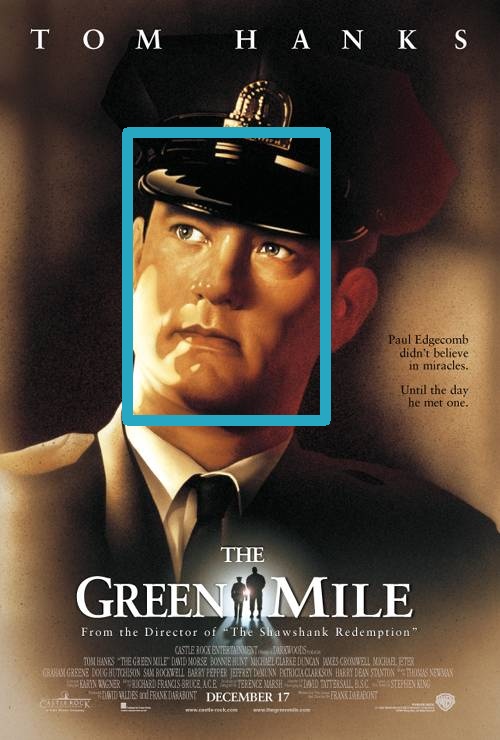 TOM HANKS
Paul Edgecomb
didn't believe
in miracles.
Until the day
he met one.
THE
GREEN MILE
From the Director of "The Shawshank Redemption"
CASTLE ROCK ENTERTAINMENT DARKWOODS
TOM HANKS "THE GREEN MILE" DAVID MORSE BONNIE HUNT MICHAEL CLARKE DUNCAN JAMES CROMWELL MICHAEL JETER
GRAHAM GREENE DOUG HUTCHISON SAM ROCKWELL BARRY PEPPER JEFFREY DEMUNN PATRICIA CLARKSON HARRY DEAN STANTON THOMAS NEWMAN
KARYN WAGNER RICHARD FRANCIS-BRUCE, A.C.E. TERENCE MARSH DAVID TATTERSALL, B.S.C. STEPHEN KING
DAVID VALDES and FRANK DARABONT DECEMBER 17 FRANK DARABONT
CASTLE ROCK
www.castle-rock.com www.thegreenmile.com